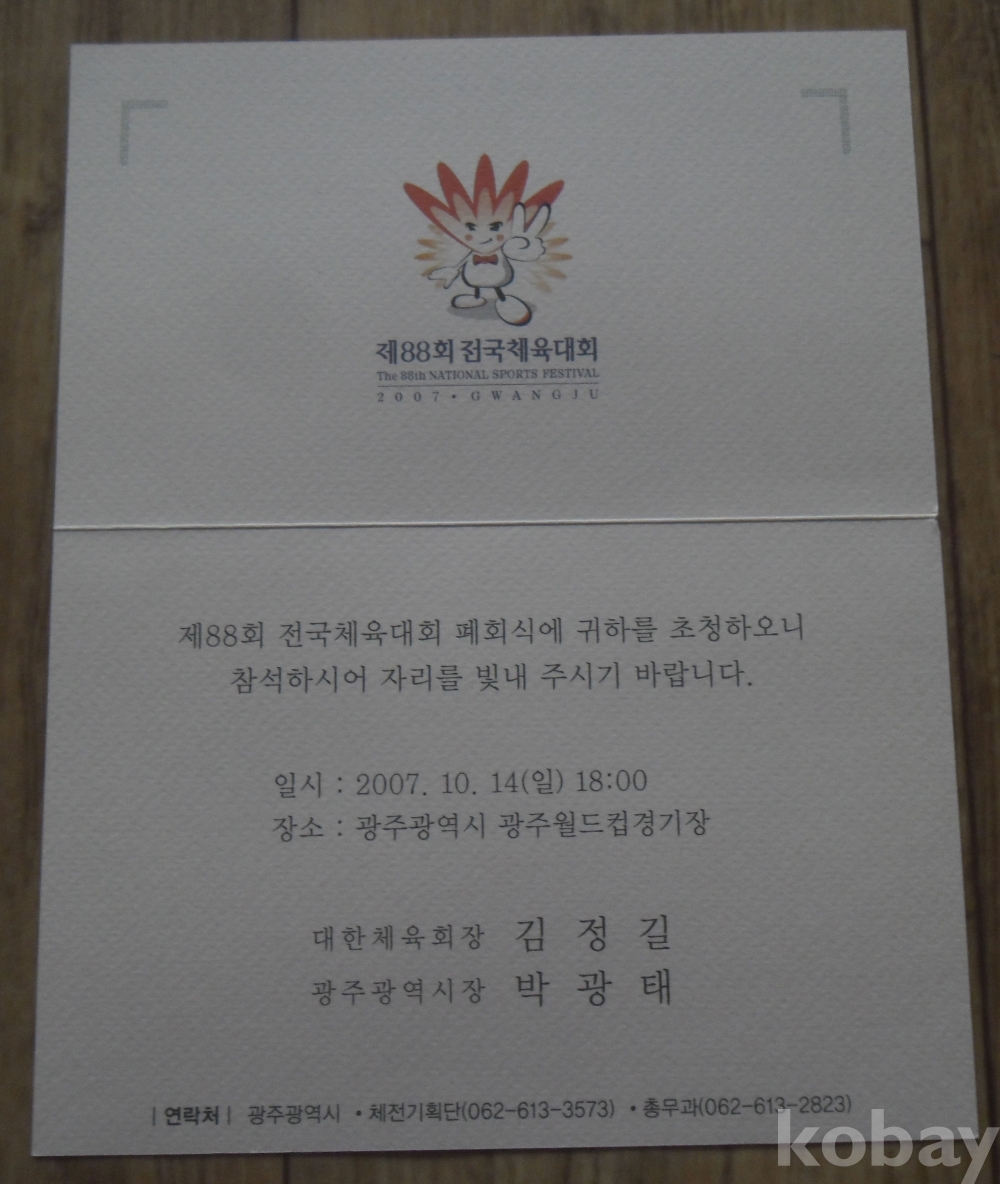 제88회 전국체육대회
The 88th NATIONAL SPORTS FESTIVAL
2007 • GWANGJU
제88회 전국체육대회 폐회식에 귀하를 초청하오니
참석하시어 자리를 빛내 주시기 바랍니다.
일시 : 2007. 10. 14(일) 18:00
장소 : 광주광역시 광주월드컵경기장
대한체육회장 김 정 길
광주광역시장 박 광 태
| 연락처 | 광주광역시 • 체전기획단(062-613-3573) • 총무과(062-613-2823)
kobay